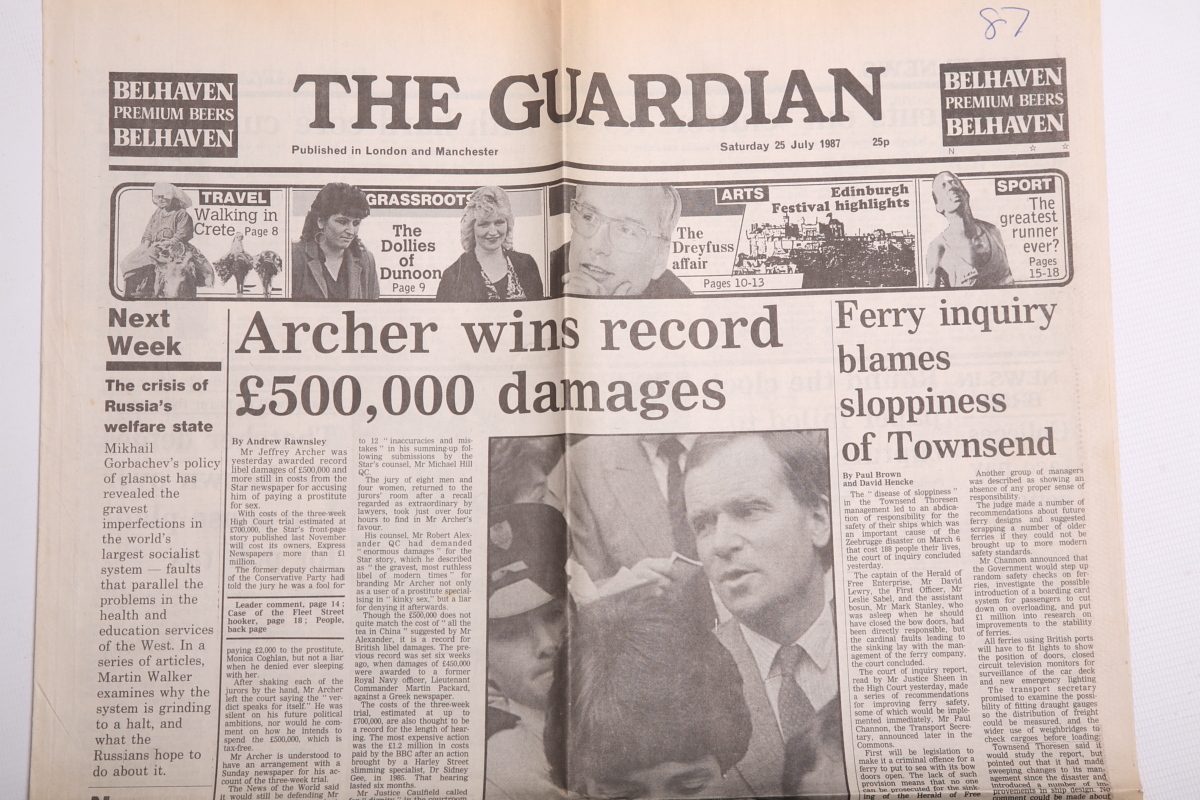 87
BELHAVEN
PREMIUM BEERS
BELHAVEN
THE GUARDIAN
BELHAVEN
PREMIUM BEERS
BELHAVEN
Published in London and Manchester
Saturday 25 July 1987
25p
N ☆ ☆
TRAVEL
Walking in
Crete Page 8
GRASSROOTS
The
Dollies
of
Dunoon
Page 9
ARTS
The
Dreyfuss
affair
Edinburgh
Festival highlights
Pages 10-13
SPORT
The
greatest
runner
ever?
Pages
15-18
Next
Week
The crisis of
Russia's
welfare state
Mikhail
Gorbachev's policy
of glasnost has
revealed the
gravest
imperfections in
the world's
largest socialist
system — faults
that parallel the
problems in the
health and
education services
of the West. In a
series of articles,
Martin Walker
examines why the
system is grinding
to a halt, and
what the
Russians hope to
do about it.
Archer wins record
£500,000 damages
By Andrew Rawnsley
Mr Jeffrey Archer was
yesterday awarded record
libel damages of £500,000 and
more still in costs from the
Star newspaper for accusing
him of paying a prostitute
for sex.
With costs of the three-week
High Court trial estimated at
£700,000, the Star's front-page
story published last November
will cost its owners, Express
Newspapers more than £1
million.
The former deputy chairman
of the Conservative Party had
told the jury he was a fool for
Leader comment, page 14;
Case of the Fleet Street
hooker, page 18; People,
back page
paying £2,000 to the prostitute,
Monica Coghlan, but not a liar
when he denied ever sleeping
with her.
After shaking each of the
jurors by the hand, Mr Archer
left the court saying the "ver-
dict speaks for itself." He was
silent on his future political
ambitions, nor would he com-
ment on how he intends to
spend the £500,000, which is
tax-free.
Mr Archer is understood to
have an arrangement with a
Sunday newspaper for his ac-
count of the three-week trial.
The News of the World said
it would still be defending Mr
to 12 "inaccuracies and mis-
takes" in his summing-up fol-
lowing submissions by the
Star's counsel, Mr Michael Hill
QC.
The jury of eight men and
four women, returned to the
jurors' room after a recall
regarded as extraordinary by
lawyers, took just over four
hours to find in Mr Archer's
favour.
His counsel, Mr Robert Alex-
ander QC had demanded
"enormous damages" for the
Star story, which he described
as "the gravest, most ruthless
libel of modern times" for
branding Mr Archer not only
as a user of a prostitute special-
ising in "kinky sex," but a liar
for denying it afterwards.
Though the £500,000 does not
quite match the cost of "all the
tea in China" suggested by Mr
Alexander, it is a record for
British libel damages. The pre-
vious record was set six weeks
ago, when damages of £450,000
were awarded to a former
Royal Navy officer, Lieutenant
Commander Martin Packard,
against a Greek newspaper.
The costs of the three-week
trial, estimated at up to
£700,000, are also thought to be
a record for the length of hear-
ing. The most expensive action
was the £1.2 million in costs
paid by the BBC after an action
brought by a Harley Street
slimming specialist, Dr Sidney
Gee, in 1985. That hearing
lasted six months.
Mr Justice Caulfield called
Ferry inquiry
blames
sloppiness
of Townsend
By Paul Brown
and David Hencke
The "disease of sloppiness"
in the Townsend Thoresen
management led to an abdica-
tion of responsibility for the
safety of their ships which was
an important cause of the
Zeebrugge disaster on March 6
that cost 188 people their lives,
the court of inquiry concluded
yesterday.
The captain of the Herald of
Free Enterprise, Mr David
Lewry, the First Officer, Mr
Leslie Sabel, and the assistant
bosun, Mr Mark Stanley, who
was asleep when he should
have closed the bow doors, had
been directly responsible, but
the cardinal faults leading to
the sinking lay with the man-
agement of the ferry company,
the court concluded.
The court of inquiry report,
read by Mr Justice Sheen in
the High Court yesterday, made
a series of recommendations
for improving ferry safety,
some of which would be imple-
mented immediately, Mr Paul
Channon, the Transport Secre-
tary, announced later in the
Commons.
First will be legislation to
make it a criminal offence for a
ferry to put to sea with its bow
doors open. The lack of such
provision means that no one
can be prosecuted for the sink-
ing of the Herald of Free
Another group of managers
was described as showing an
absence of any proper sense of
responsibility.
The judge made a number of
recommendations about future
ferry designs and suggested
scrapping a number of older
ferries if they could not be
brought up to more modern
safety standards.
Mr Channon announced that
the Government would step up
random safety checks on fer-
ries, investigate the possible
introduction of a boarding card
system for passengers to cut
down on overloading, and put
£1 million into research on
improvements to the stability
of ferries.
All ferries using British ports
will have to fit lights to show
the position of doors, closed
circuit television monitors for
surveillance of the car deck
and new emergency lighting
The transport secretary
promised to examine the possi-
bility of fitting draught gauges
so the distribution of freight
could be measured, and the
wider use of weighbridges to
check cargoes before loading.
Townsend Thoresen said it
would study the report, but
pointed out that it had made
sweeping changes to its man-
agement since the disaster and
introduced a number of im-
provements in ship design. No